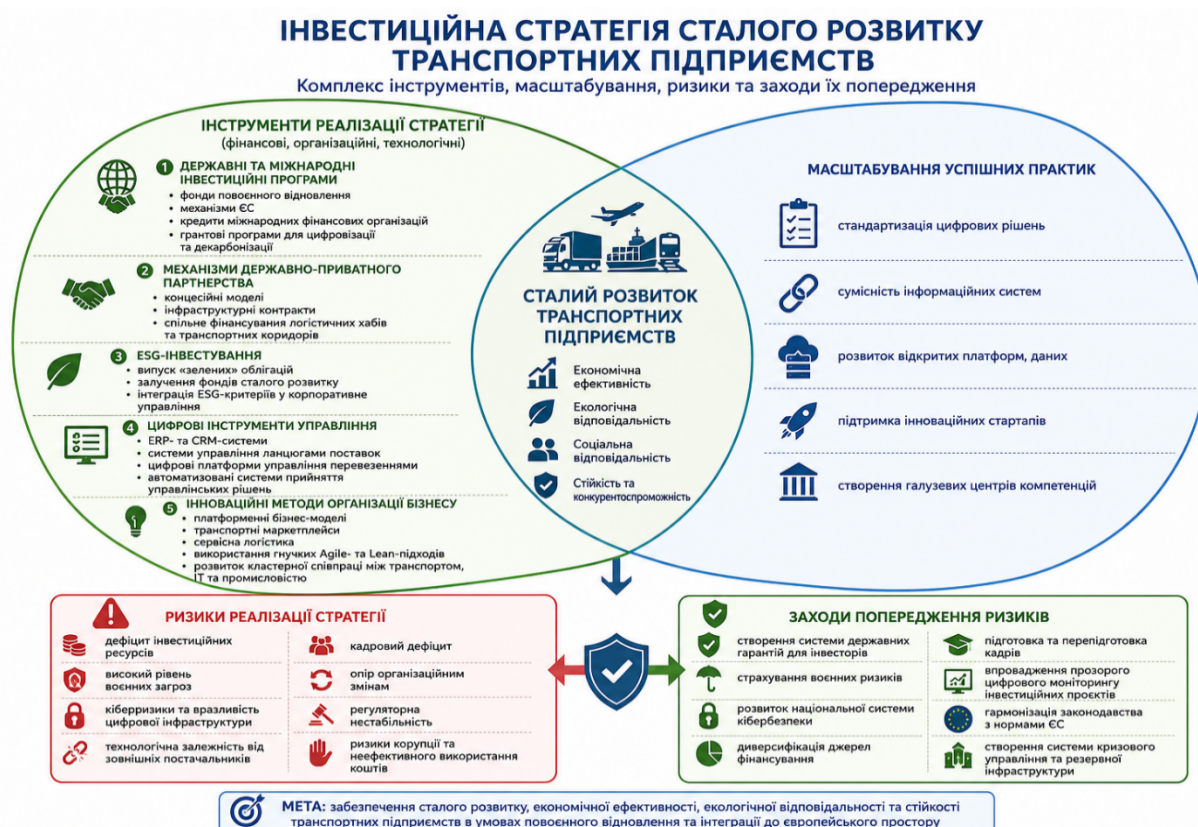 ІНВЕСТИЦІЙНА СТРАТЕГІЯ СТАЛОГО РОЗВИТКУ
ТРАНСПОРТНИХ ПІДПРИЄМСТВ
Комплекс інструментів, масштабування, ризики та заходи їх попередження
ІНСТРУМЕНТИ РЕАЛІЗАЦІЇ СТРАТЕГІЇ
(фінансові, організаційні, технологічні)
1 ДЕРЖАВНІ ТА МІЖНАРОДНІ
ІНВЕСТИЦІЙНІ ПРОГРАМИ
• фонди повоєнного відновлення
• механізми ЄС
• кредити міжнародних фінансових організацій
• грантові програми для цифровізації
та декарбонізації
2 МЕХАНІЗМИ ДЕРЖАВНО-ПРИВАТНОГО
ПАРТНЕРСТВА
• концесійні моделі
• інфраструктурні контракти
• спільне фінансування логістичних хабів
та транспортних коридорів
3 ESG-ІНВЕСТУВАННЯ
• випуск «зелених» облігацій
• залучення фондів сталого розвитку
• інтеграція ESG-критеріїв у корпоративне
управління
4 ЦИФРОВІ ІНСТРУМЕНТИ УПРАВЛІННЯ
• ERP- та CRM-системи
• системи управління ланцюгами поставок
• цифрові платформи управління перевезеннями
• автоматизовані системи прийняття
управлінських рішень
5 ІННОВАЦІЙНІ МЕТОДИ ОРГАНІЗАЦІЇ БІЗНЕСУ
• платформенні бізнес-моделі
• транспортні маркетплейси
• сервісна логістика
• використання гнучких Agile- та Lean-підходів
• розвиток кластерної співпраці між транспортом,
ІТ та промисловістю
СТАЛИЙ РОЗВИТОК
ТРАНСПОРТНИХ
ПІДПРИЄМСТВ
Економічна
ефективність
Екологічна
відповідальність
Соціальна
відповідальність
Стійкість та
конкурентоспроможність
МАСШТАБУВАННЯ УСПІШНИХ ПРАКТИК
стандартизація цифрових рішень
сумісність інформаційних систем
розвиток відкритих платформ, даних
підтримка інноваційних стартапів
створення галузевих центрів компетенцій
РИЗИКИ РЕАЛІЗАЦІЇ СТРАТЕГІЇ
дефіцит інвестиційних
ресурсів
високий рівень
воєнних загроз
кіберризики та вразливість
цифрової інфраструктури
технологічна залежність від
зовнішніх постачальників
кадровий дефіцит
опір організаційним
змінам
регуляторна
нестабільність
ризики корупції та
неефективного використання
коштів
ЗАХОДИ ПОПЕРЕДЖЕННЯ РИЗИКІВ
створення системи державних
гарантій для інвесторів
страхування воєнних ризиків
розвиток національної системи
кібербезпеки
диверсифікація джерел
фінансування
підготовка та перепідготовка
кадрів
впровадження прозорого
цифрового моніторингу
інвестиційних проєктів
гармонізація законодавства
з нормами ЄС
створення системи кризового
управління та резервної
інфраструктури
МЕТА: забезпечення сталого розвитку, економічної ефективності, екологічної відповідальності та стійкості
транспортних підприємств в умовах повоєнного відновлення та інтеграції до європейського простору